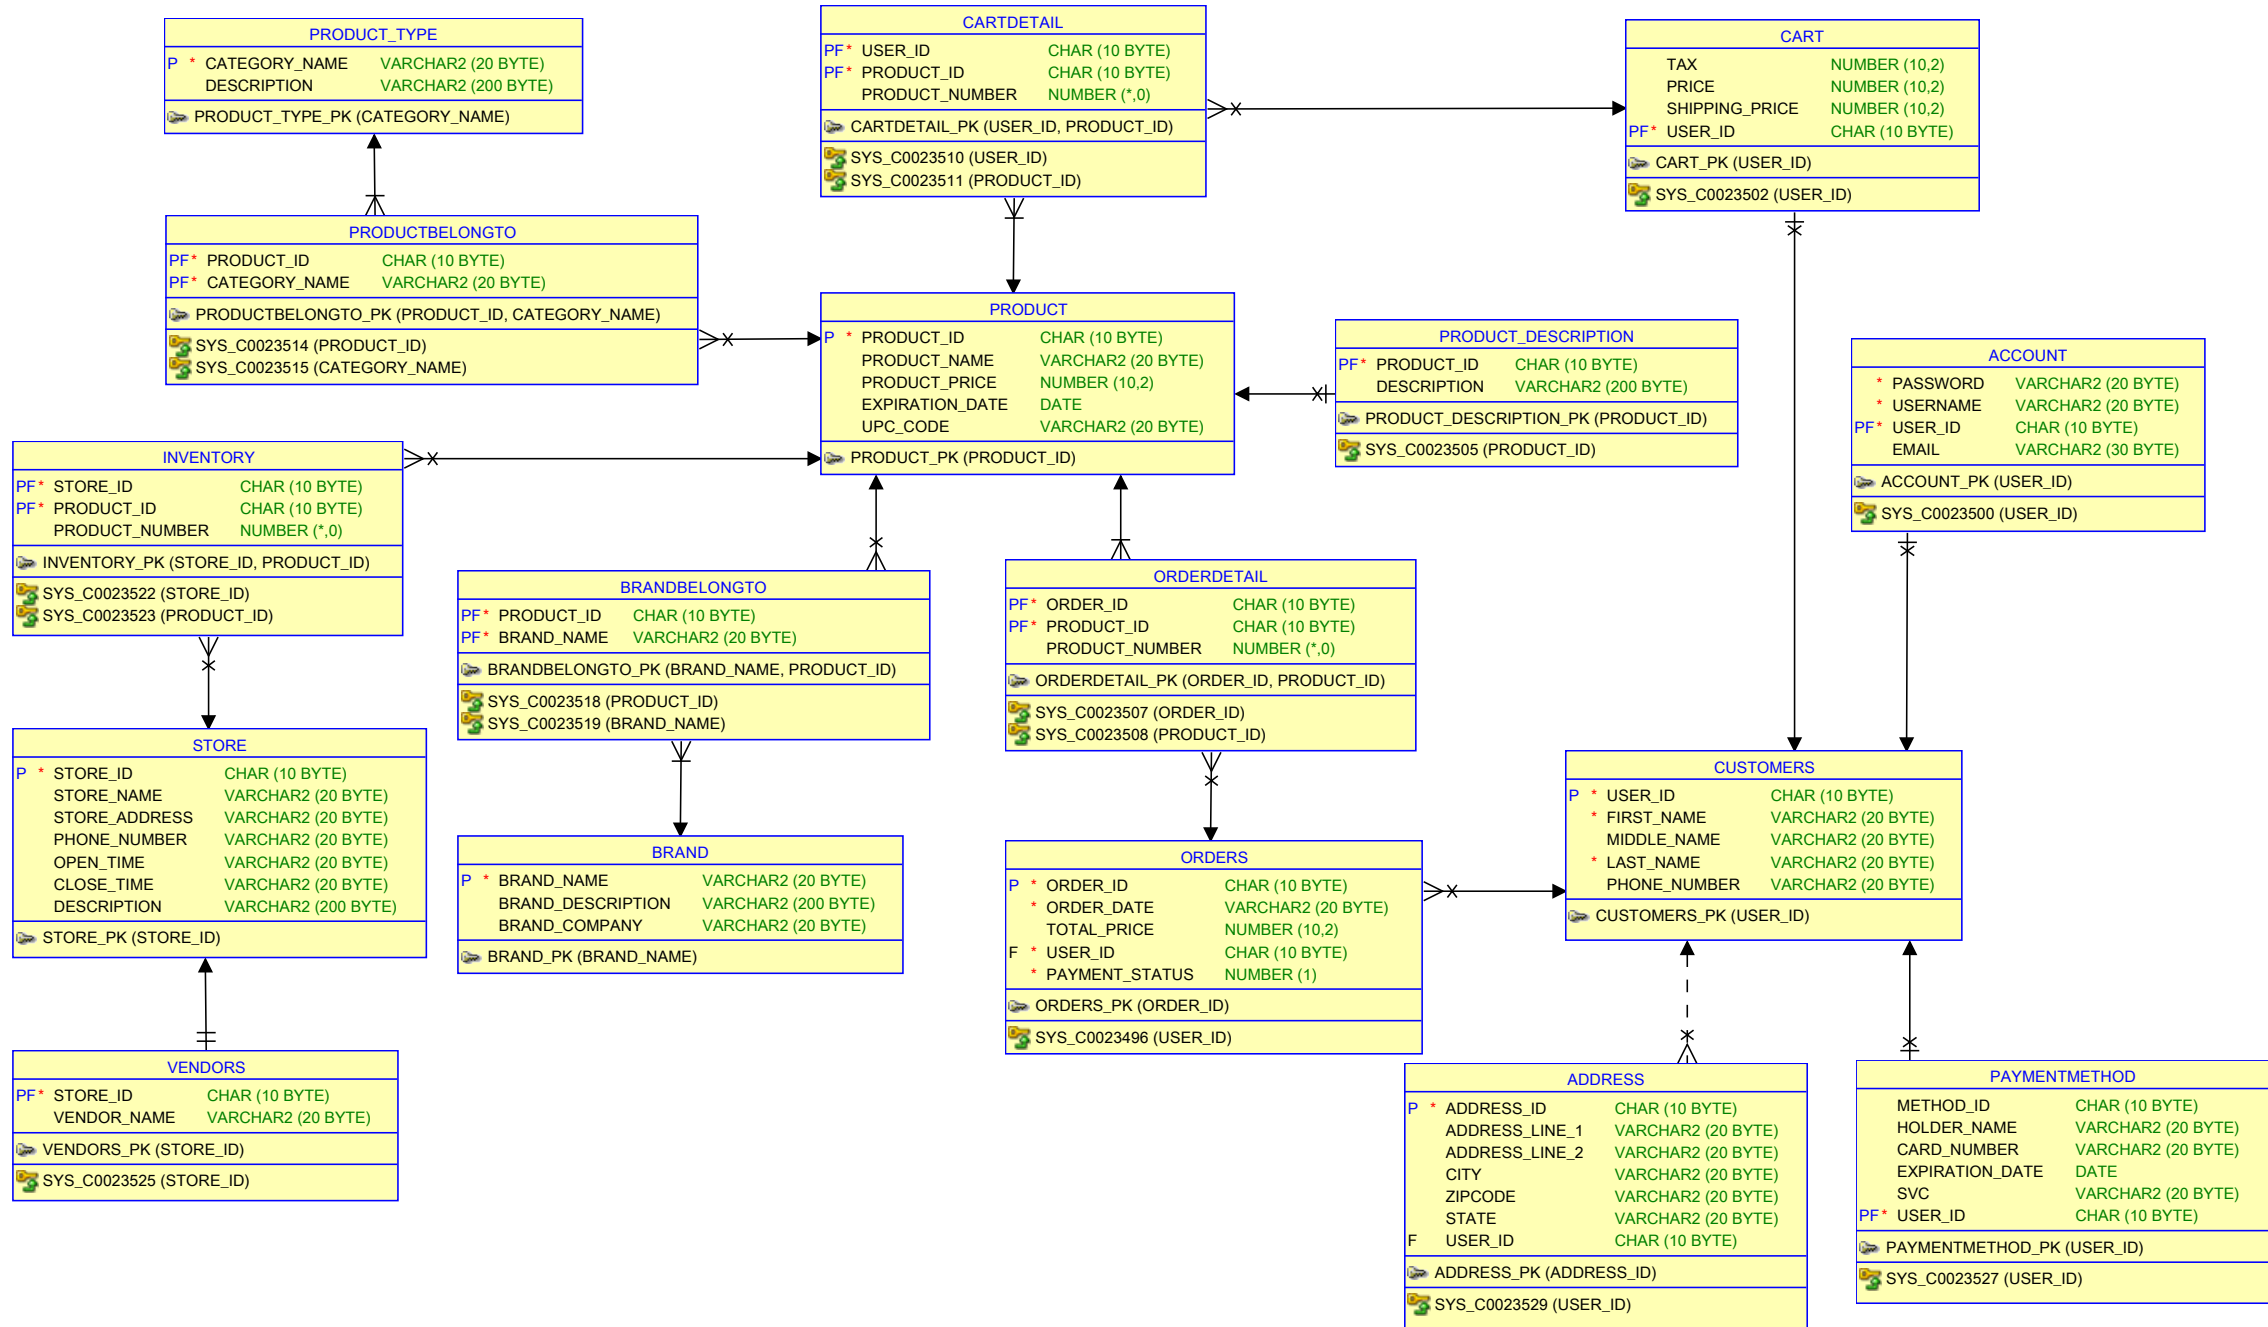 PRODUCT_TYPE
P * CATEGORY_NAME VARCHAR2 (20 BYTE)
DESCRIPTION VARCHAR2 (200 BYTE)
PRODUCT_TYPE_PK (CATEGORY_NAME)
CARTDETAIL
PF* USER_ID CHAR (10 BYTE)
PF* PRODUCT_ID CHAR (10 BYTE)
PRODUCT_NUMBER NUMBER (*,0)
CARTDETAIL_PK (USER_ID, PRODUCT_ID)
SYS_C0023510 (USER_ID)
SYS_C0023511 (PRODUCT_ID)
CART
TAX NUMBER (10,2)
PRICE NUMBER (10,2)
SHIPPING_PRICE NUMBER (10,2)
PF* USER_ID CHAR (10 BYTE)
CART_PK (USER_ID)
SYS_C0023502 (USER_ID)
PRODUCTBELONGTO
PF* PRODUCT_ID CHAR (10 BYTE)
PF* CATEGORY_NAME VARCHAR2 (20 BYTE)
PRODUCTBELONGTO_PK (PRODUCT_ID, CATEGORY_NAME)
SYS_C0023514 (PRODUCT_ID)
SYS_C0023515 (CATEGORY_NAME)
PRODUCT
P * PRODUCT_ID CHAR (10 BYTE)
PRODUCT_NAME VARCHAR2 (20 BYTE)
PRODUCT_PRICE NUMBER (10,2)
EXPIRATION_DATE DATE
UPC_CODE VARCHAR2 (20 BYTE)
PRODUCT_PK (PRODUCT_ID)
PRODUCT_DESCRIPTION
PF* PRODUCT_ID CHAR (10 BYTE)
DESCRIPTION VARCHAR2 (200 BYTE)
PRODUCT_DESCRIPTION_PK (PRODUCT_ID)
SYS_C0023505 (PRODUCT_ID)
ACCOUNT
* PASSWORD VARCHAR2 (20 BYTE)
* USERNAME VARCHAR2 (20 BYTE)
PF* USER_ID CHAR (10 BYTE)
EMAIL VARCHAR2 (30 BYTE)
ACCOUNT_PK (USER_ID)
SYS_C0023500 (USER_ID)
INVENTORY
PF* STORE_ID CHAR (10 BYTE)
PF* PRODUCT_ID CHAR (10 BYTE)
PRODUCT_NUMBER NUMBER (*,0)
INVENTORY_PK (STORE_ID, PRODUCT_ID)
SYS_C0023522 (STORE_ID)
SYS_C0023523 (PRODUCT_ID)
BRANDBELONGTO
PF* PRODUCT_ID CHAR (10 BYTE)
PF* BRAND_NAME VARCHAR2 (20 BYTE)
BRANDBELONGTO_PK (BRAND_NAME, PRODUCT_ID)
SYS_C0023518 (PRODUCT_ID)
SYS_C0023519 (BRAND_NAME)
ORDERDETAIL
PF* ORDER_ID CHAR (10 BYTE)
PF* PRODUCT_ID CHAR (10 BYTE)
PRODUCT_NUMBER NUMBER (*,0)
ORDERDETAIL_PK (ORDER_ID, PRODUCT_ID)
SYS_C0023507 (ORDER_ID)
SYS_C0023508 (PRODUCT_ID)
STORE
P * STORE_ID CHAR (10 BYTE)
STORE_NAME VARCHAR2 (20 BYTE)
STORE_ADDRESS VARCHAR2 (20 BYTE)
PHONE_NUMBER VARCHAR2 (20 BYTE)
OPEN_TIME VARCHAR2 (20 BYTE)
CLOSE_TIME VARCHAR2 (20 BYTE)
DESCRIPTION VARCHAR2 (200 BYTE)
STORE_PK (STORE_ID)
BRAND
P * BRAND_NAME VARCHAR2 (20 BYTE)
BRAND_DESCRIPTION VARCHAR2 (200 BYTE)
BRAND_COMPANY VARCHAR2 (20 BYTE)
BRAND_PK (BRAND_NAME)
ORDERS
P * ORDER_ID CHAR (10 BYTE)
* ORDER_DATE VARCHAR2 (20 BYTE)
TOTAL_PRICE NUMBER (10,2)
F * USER_ID CHAR (10 BYTE)
* PAYMENT_STATUS NUMBER (1)
ORDERS_PK (ORDER_ID)
SYS_C0023496 (USER_ID)
CUSTOMERS
P * USER_ID CHAR (10 BYTE)
* FIRST_NAME VARCHAR2 (20 BYTE)
MIDDLE_NAME VARCHAR2 (20 BYTE)
* LAST_NAME VARCHAR2 (20 BYTE)
PHONE_NUMBER VARCHAR2 (20 BYTE)
CUSTOMERS_PK (USER_ID)
VENDORS
PF* STORE_ID CHAR (10 BYTE)
VENDOR_NAME VARCHAR2 (20 BYTE)
VENDORS_PK (STORE_ID)
SYS_C0023525 (STORE_ID)
ADDRESS
P * ADDRESS_ID CHAR (10 BYTE)
ADDRESS_LINE_1 VARCHAR2 (20 BYTE)
ADDRESS_LINE_2 VARCHAR2 (20 BYTE)
CITY VARCHAR2 (20 BYTE)
ZIPCODE VARCHAR2 (20 BYTE)
STATE VARCHAR2 (20 BYTE)
F USER_ID CHAR (10 BYTE)
ADDRESS_PK (ADDRESS_ID)
SYS_C0023529 (USER_ID)
PAYMENTMETHOD
METHOD_ID CHAR (10 BYTE)
HOLDER_NAME VARCHAR2 (20 BYTE)
CARD_NUMBER VARCHAR2 (20 BYTE)
EXPIRATION_DATE DATE
SVC VARCHAR2 (20 BYTE)
PF* USER_ID CHAR (10 BYTE)
PAYMENTMETHOD_PK (USER_ID)
SYS_C0023527 (USER_ID)